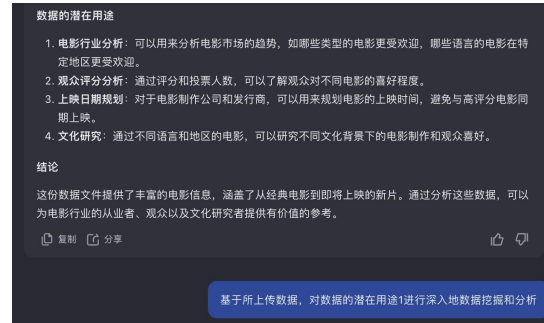 数据的潜在用途
1. 电影行业分析：可以用来分析电影市场的趋势，如哪些类型的电影更受欢迎，哪些语言的电影在特
定地区更受欢迎。
2. 观众评分分析：通过评分和投票人数，可以了解观众对不同电影的喜好程度。
3. 上映日期规划：对于电影制作公司和发行商，可以用来规划电影的上映时间，避免与高评分电影同
期上映。
4. 文化研究：通过不同语言和地区的电影，可以研究不同文化背景下的电影制作和观众喜好。
结论
这份数据文件提供了丰富的电影信息，涵盖了从经典电影到即将上映的新片。通过分析这些数据，可以
为电影行业的从业者、观众以及文化研究者提供有价值的参考。
复制 分享
基于所上传数据，对数据的潜在用途1进行深入地数据挖掘和分析